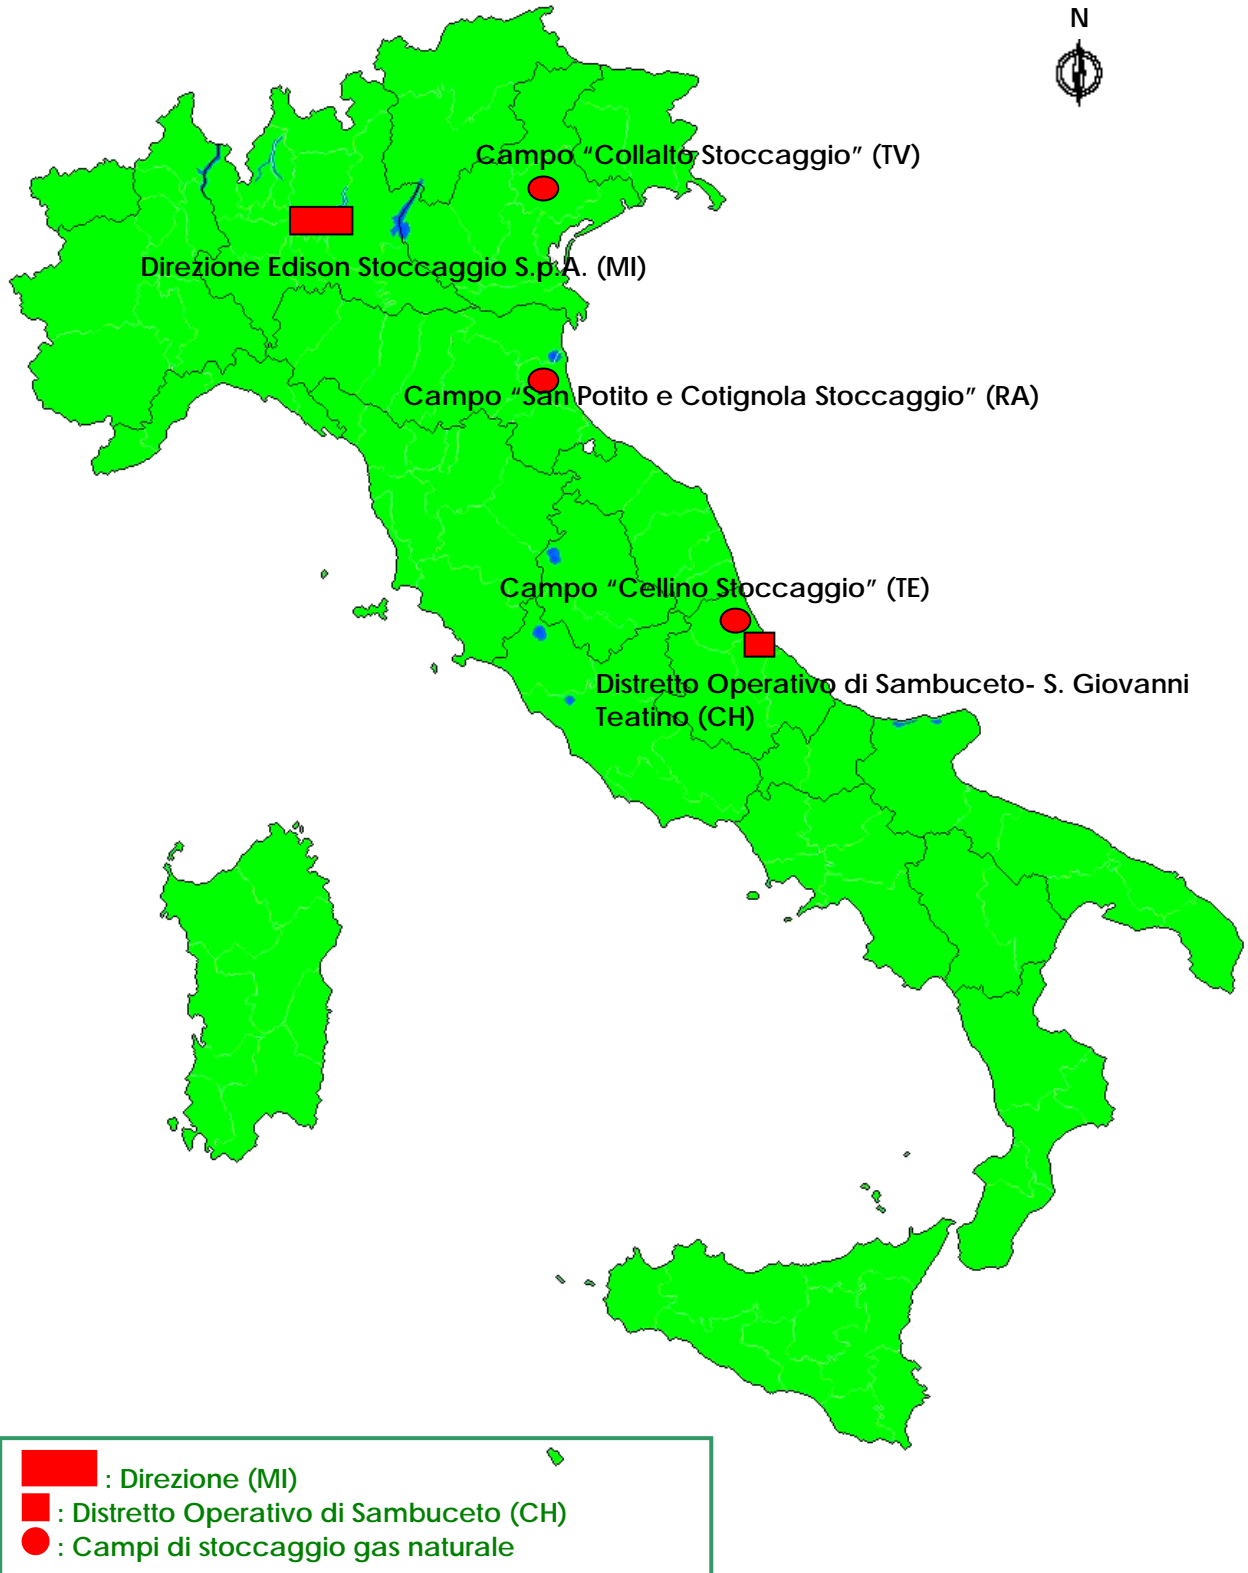 N
Campo “Collalto Stoccaggio” (TV)
Direzione Edison Stoccaggio S.p.A. (MI)
Campo “San Potito e Cotignola Stoccaggio” (RA)
Campo “Cellino Stoccaggio” (TE)
Distretto Operativo di Sambuceto- S. Giovanni
Teatino (CH)
: Direzione (MI)
: Distretto Operativo di Sambuceto (CH)
: Campi di stoccaggio gas naturale